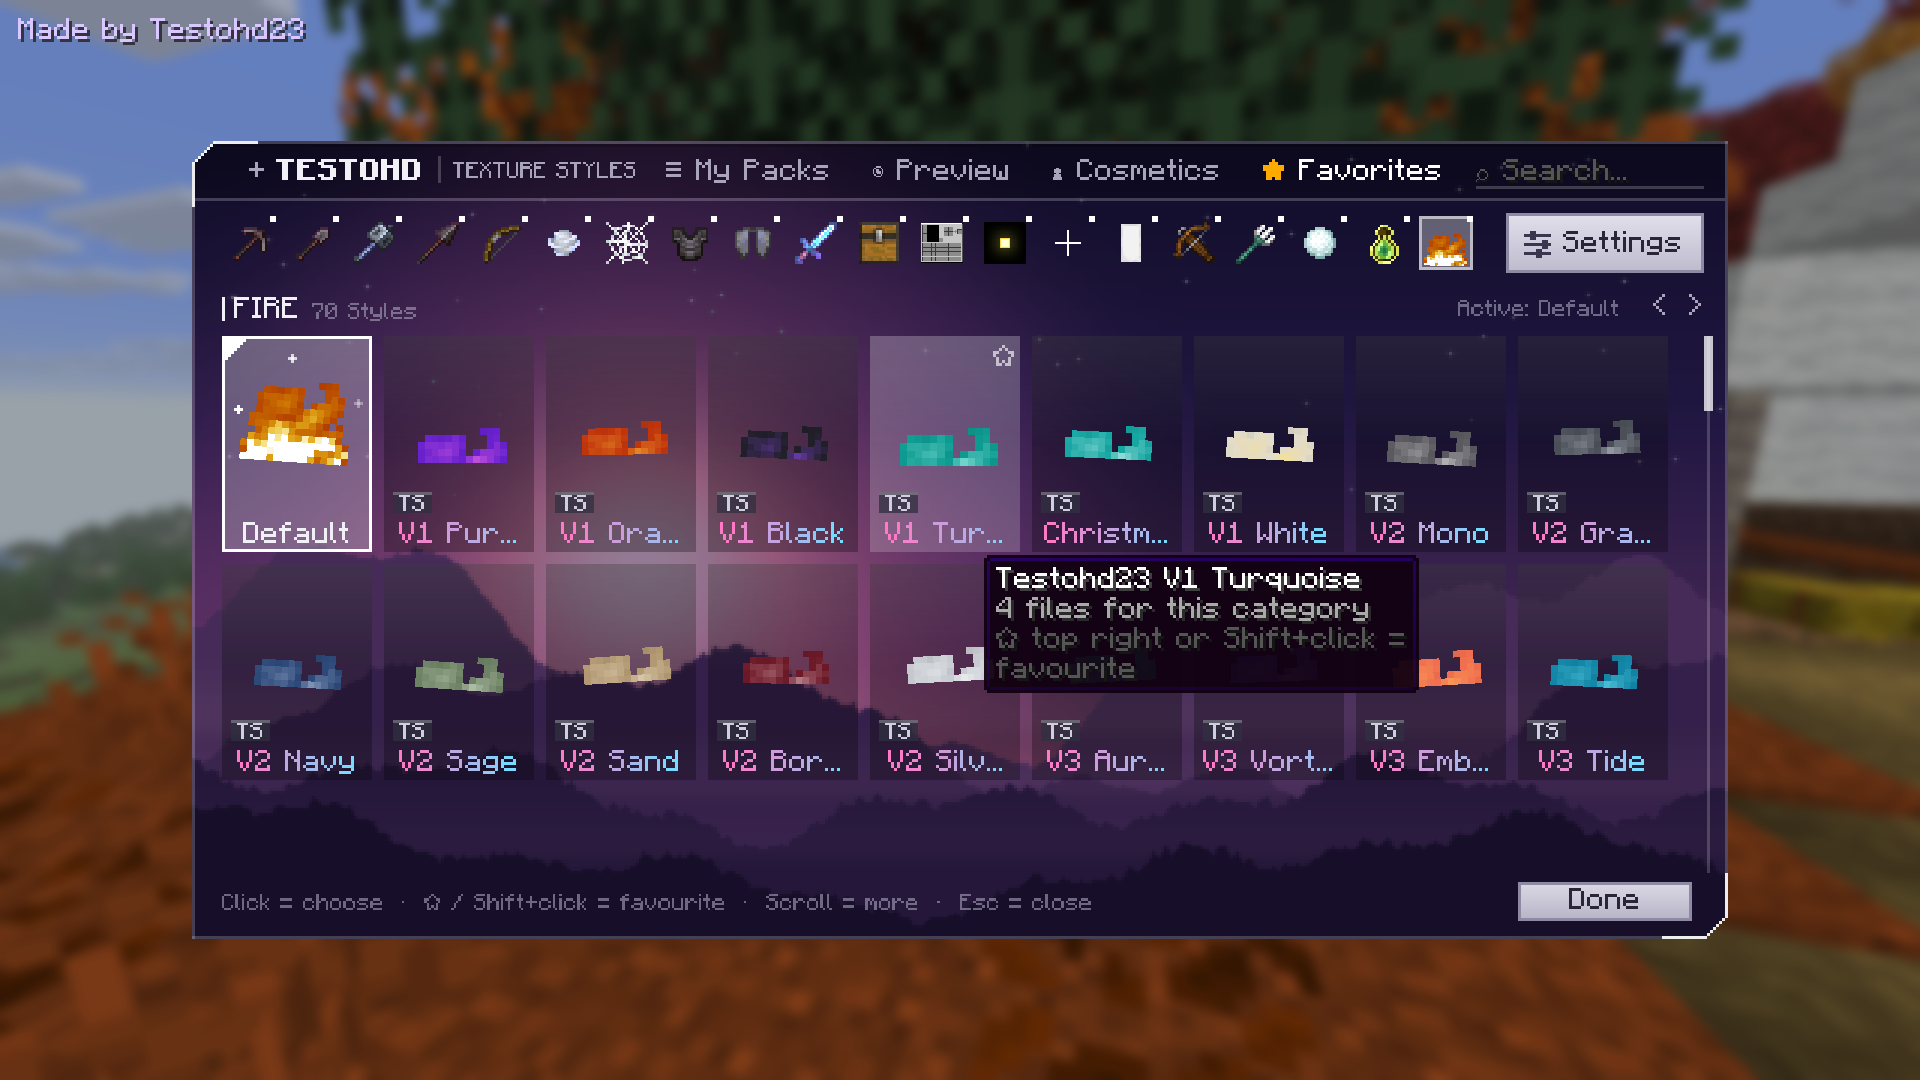 Made by Testohd23
+ TESTOHD | TEXTURE STYLES My Packs Preview Cosmetics Favorites Search...
Settings
FIRE 70 Styles Active: Default
Default
TS
V1 Pur...
TS
V1 Ora...
TS
V1 Black
TS
V1 Tur...
TS
Christm...
TS
V1 White
TS
V2 Mono
TS
V2 Gra...
Testohd23 V1 Turquoise
4 files for this category
☆ top right or Shift+click =
favourite
TS
V2 Navy
TS
V2 Sage
TS
V2 Sand
TS
V2 Bor...
TS
V2 Silv...
TS
V3 Aur...
TS
V3 Vort...
TS
V3 Emb...
TS
V3 Tide
Click = choose · ☆ / Shift+click = favourite · Scroll = more · Esc = close
Done